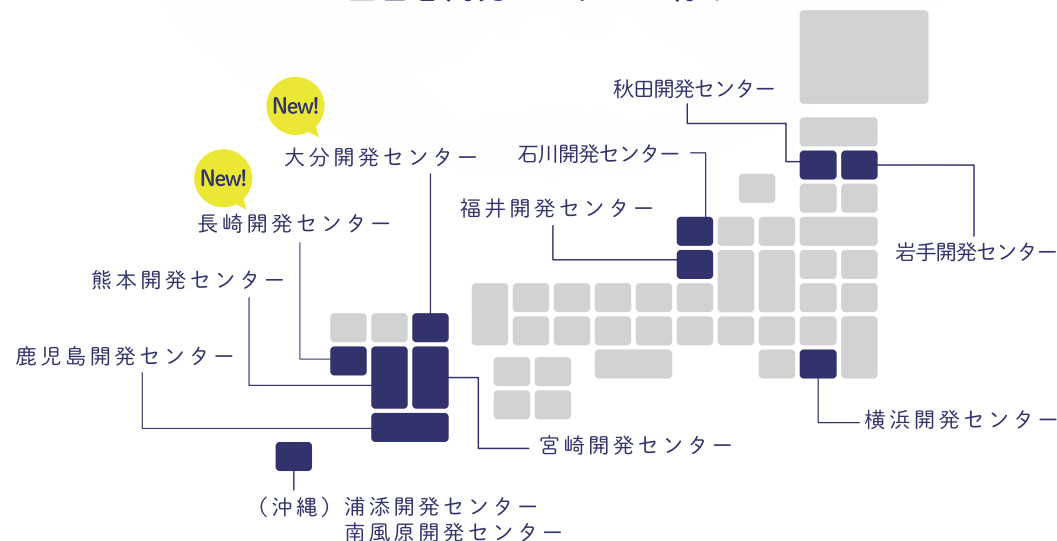 秋田開発センター
New!
大分開発センター
石川開発センター
New!
福井開発センター
長崎開発センター
岩手開発センター
熊本開発センター
鹿児島開発センター
横浜開発センター
宮崎開発センター
（沖縄）浦添開発センター
南風原開発センター